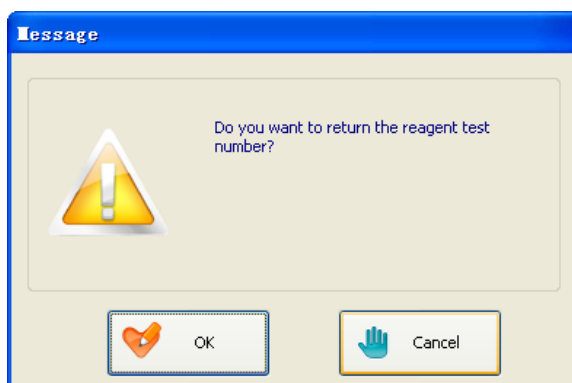 Message
Do you want to return the reagent test
number?
OK
Cancel